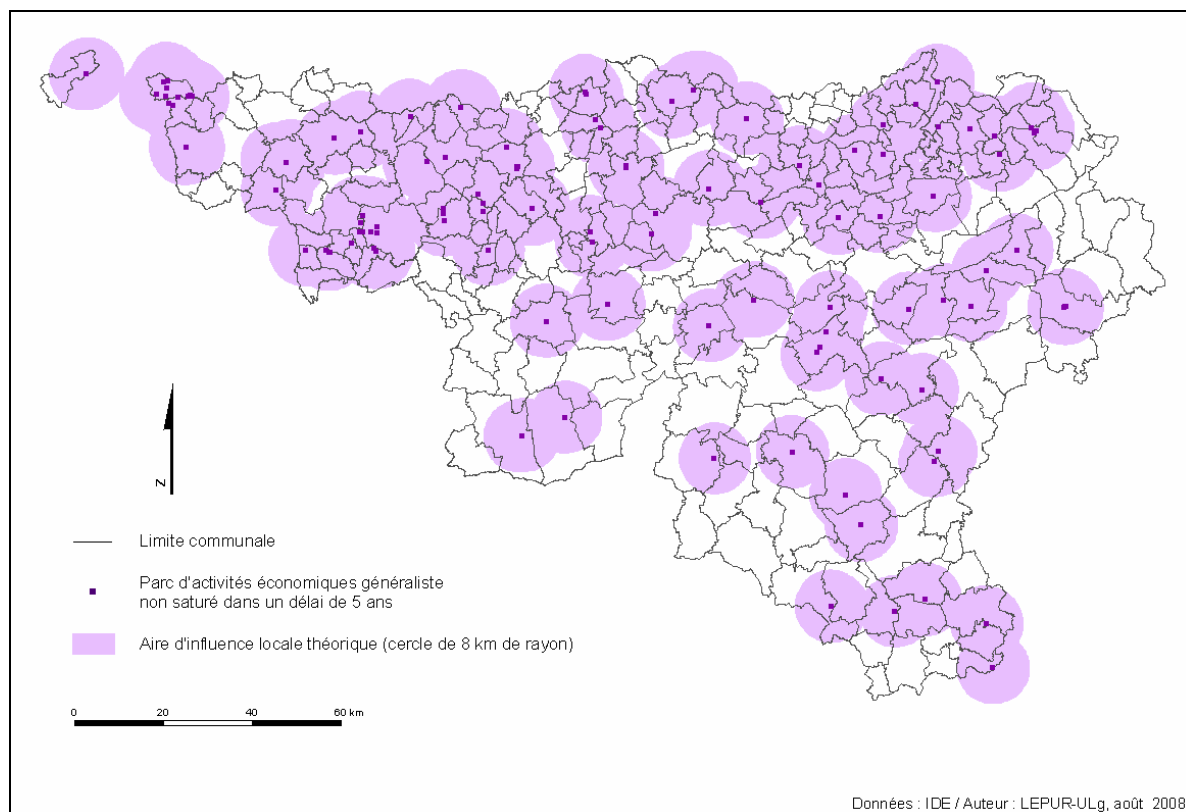 N
Limite communale
Parc d'activités économiques généraliste
non saturé dans un délai de 5 ans
Aire d'influence locale théorique (cercle de 8 km de rayon)
0 20 40 60 km
Données : IDE / Auteur : LEPUR-ULg, août 2008